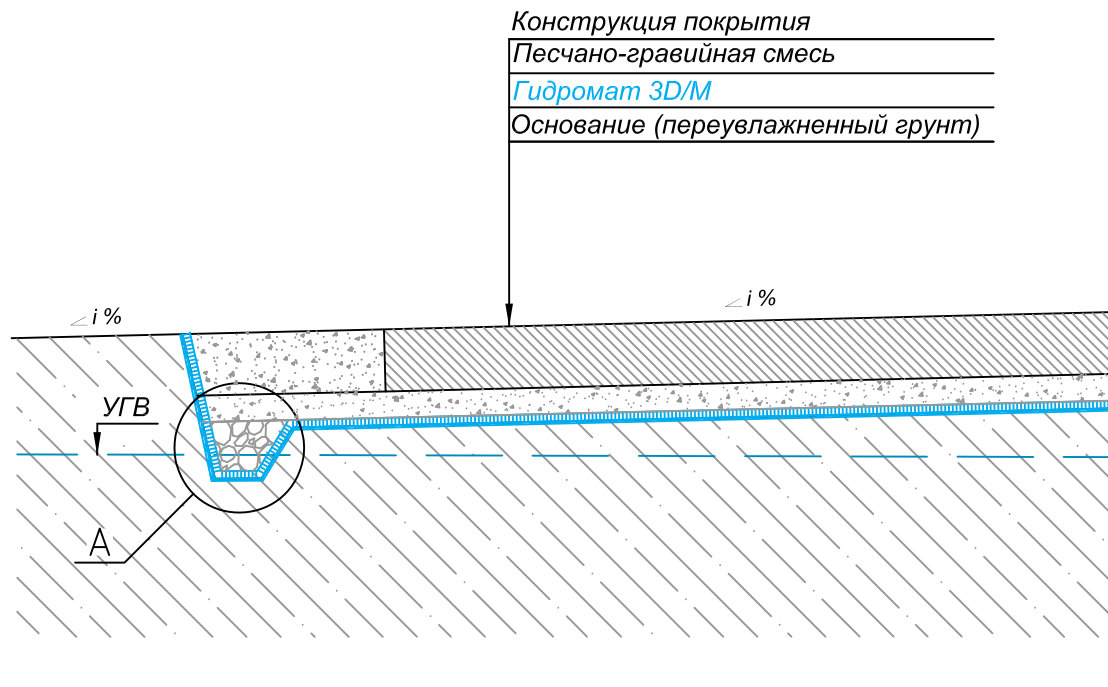 Конструкция покрытия
Песчано-гравийная смесь
Гидромат 3D/М
Основание (переувлажненный грунт)
i %
i %
УГВ
А